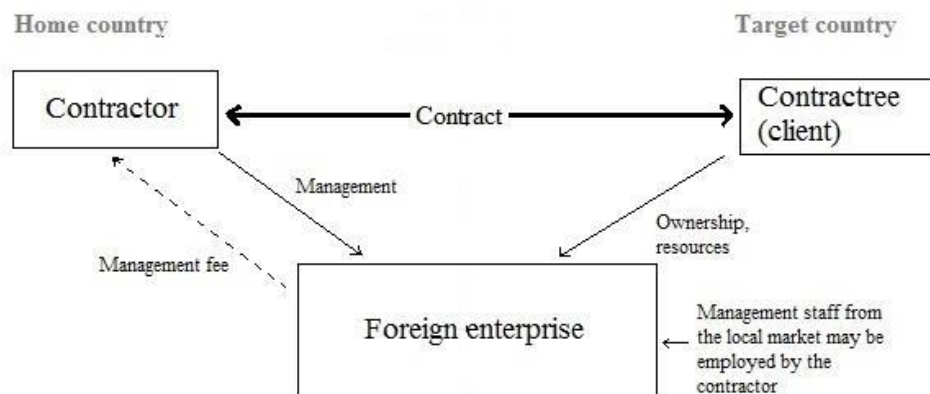 Home country
Target country
Contractor
Contract
Contractree
(client)
Management
Ownership,
resources
Management fee
Foreign enterprise
Management staff from
the local market may be
employed by the
contractor